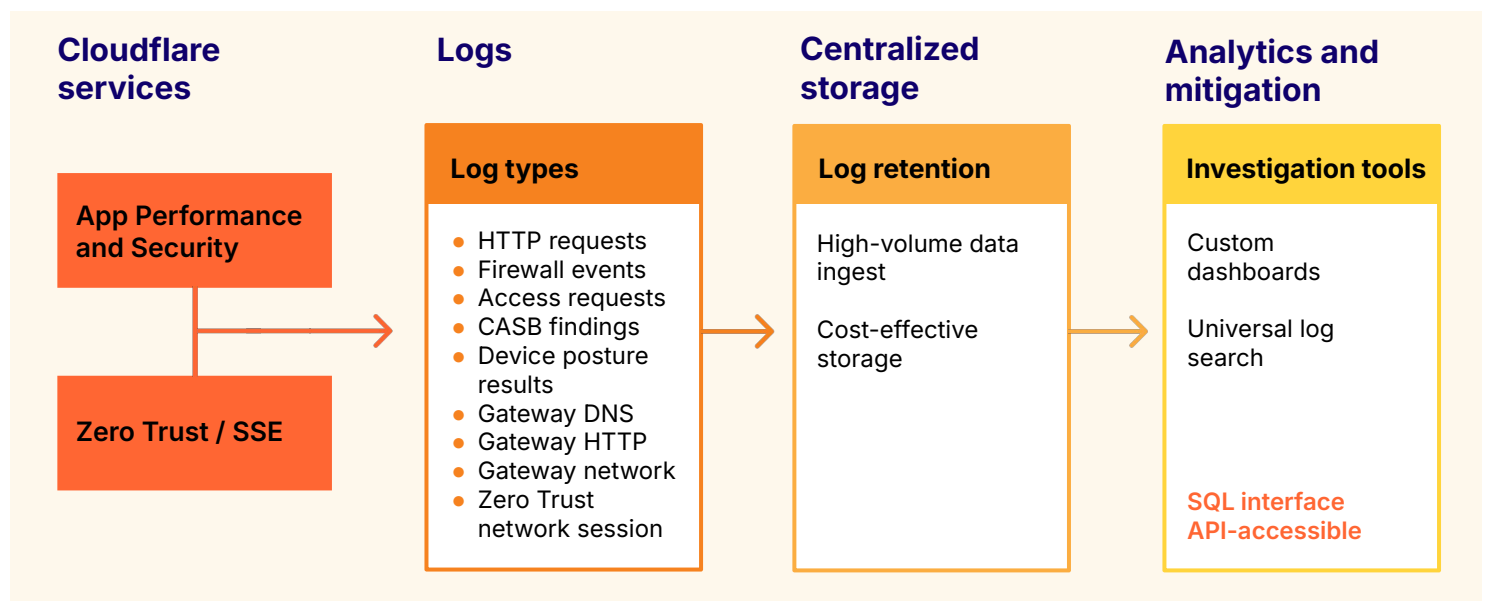 Cloudflare
services
App Performance
and Security
Zero Trust / SSE
Logs
Log types
HTTP requests
Firewall events
Access requests
CASB findings
Device posture
results
Gateway DNS
Gateway HTTP
Gateway network
Zero Trust
network session
Centralized
storage
Log retention
High-volume data
ingest
Cost-effective
storage
Analytics and
mitigation
Investigation tools
Custom
dashboards
Universal log
search
SQL interface
API-accessible